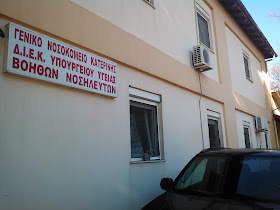 ΓΕΝΙΚΟ ΝΟΣΟΚΟΜΕΙΟ ΚΑΤΕΡΙΝΗΣ
Δ.Ι.Ε.Κ. ΥΠΟΥΡΓΕΙΟΥ ΥΓΕΙΑΣ
ΒΟΗΘΩΝ ΝΟΣΗΛΕΥΤΩΝ